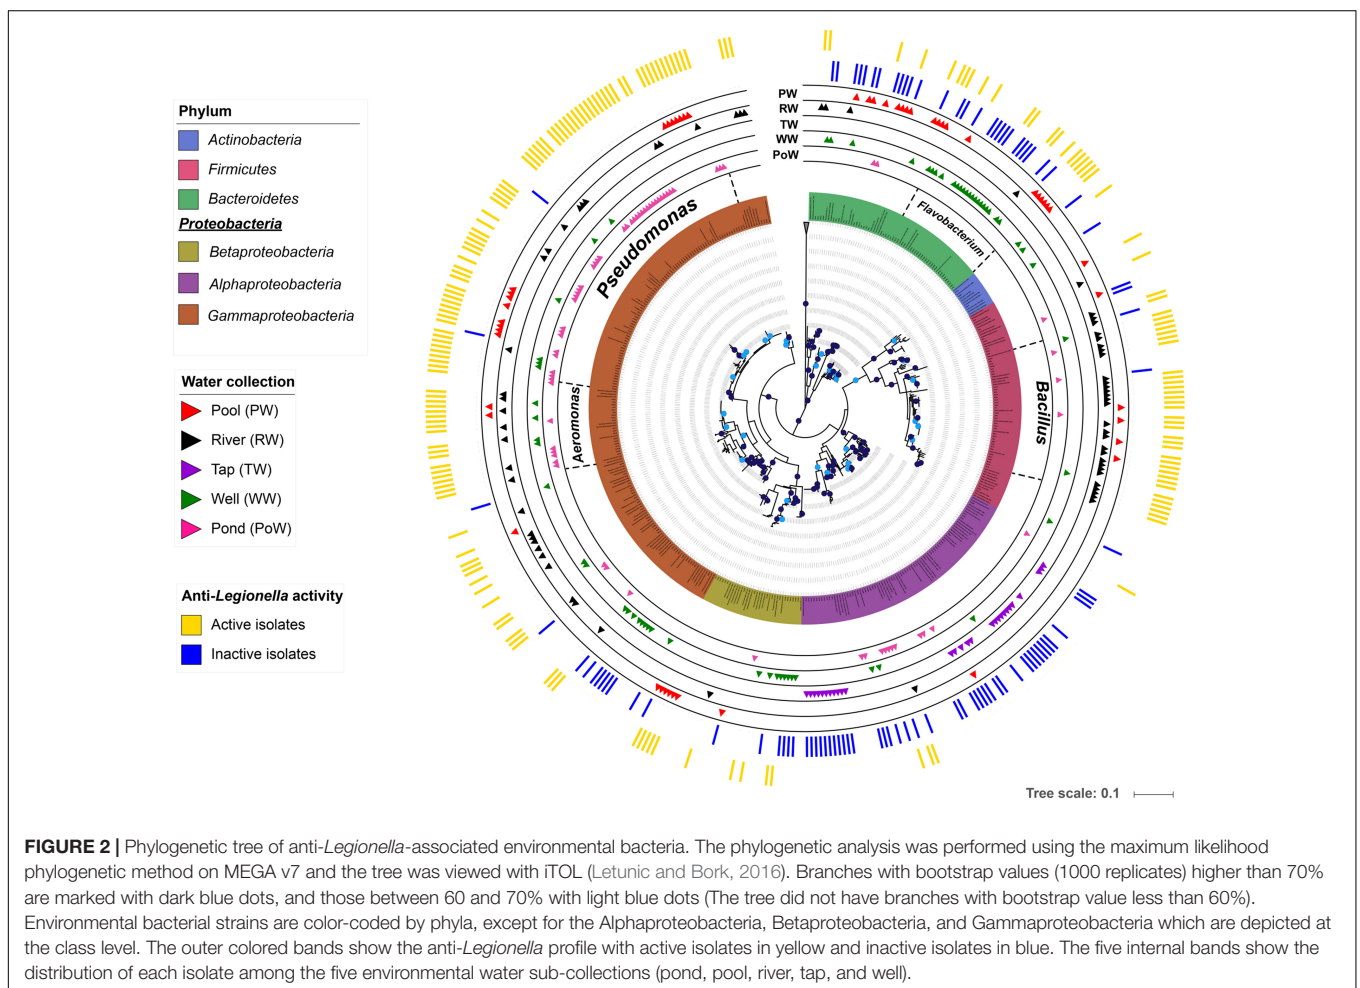 Phylum
Actinobacteria
Firmicutes
Bacteroidetes
Proteobacteria
Betaproteobacteria
Alphaproteobacteria
Gammaproteobacteria
Water collection
Pool (PW)
River (RW)
Tap (TW)
Well (WW)
Pond (PoW)
Anti-Legionella activity
Active isolates
Inactive isolates
PW
RW
TW
WW
PoW
Pseudomonas
Flavobacterium
Aeromonas
Bacillus
Tree scale: 0.1
FIGURE 2 | Phylogenetic tree of anti-Legionella-associated environmental bacteria. The phylogenetic analysis was performed using the maximum likelihood
phylogenetic method on MEGA v7 and the tree was viewed with iTOL (Letunic and Bork, 2016). Branches with bootstrap values (1000 replicates) higher than 70%
are marked with dark blue dots, and those between 60 and 70% with light blue dots (The tree did not have branches with bootstrap value less than 60%).
Environmental bacterial strains are color-coded by phyla, except for the Alphaproteobacteria, Betaproteobacteria, and Gammaproteobacteria which are depicted at
the class level. The outer colored bands show the anti-Legionella profile with active isolates in yellow and inactive isolates in blue. The five internal bands show the
distribution of each isolate among the five environmental water sub-collections (pond, pool, river, tap, and well).